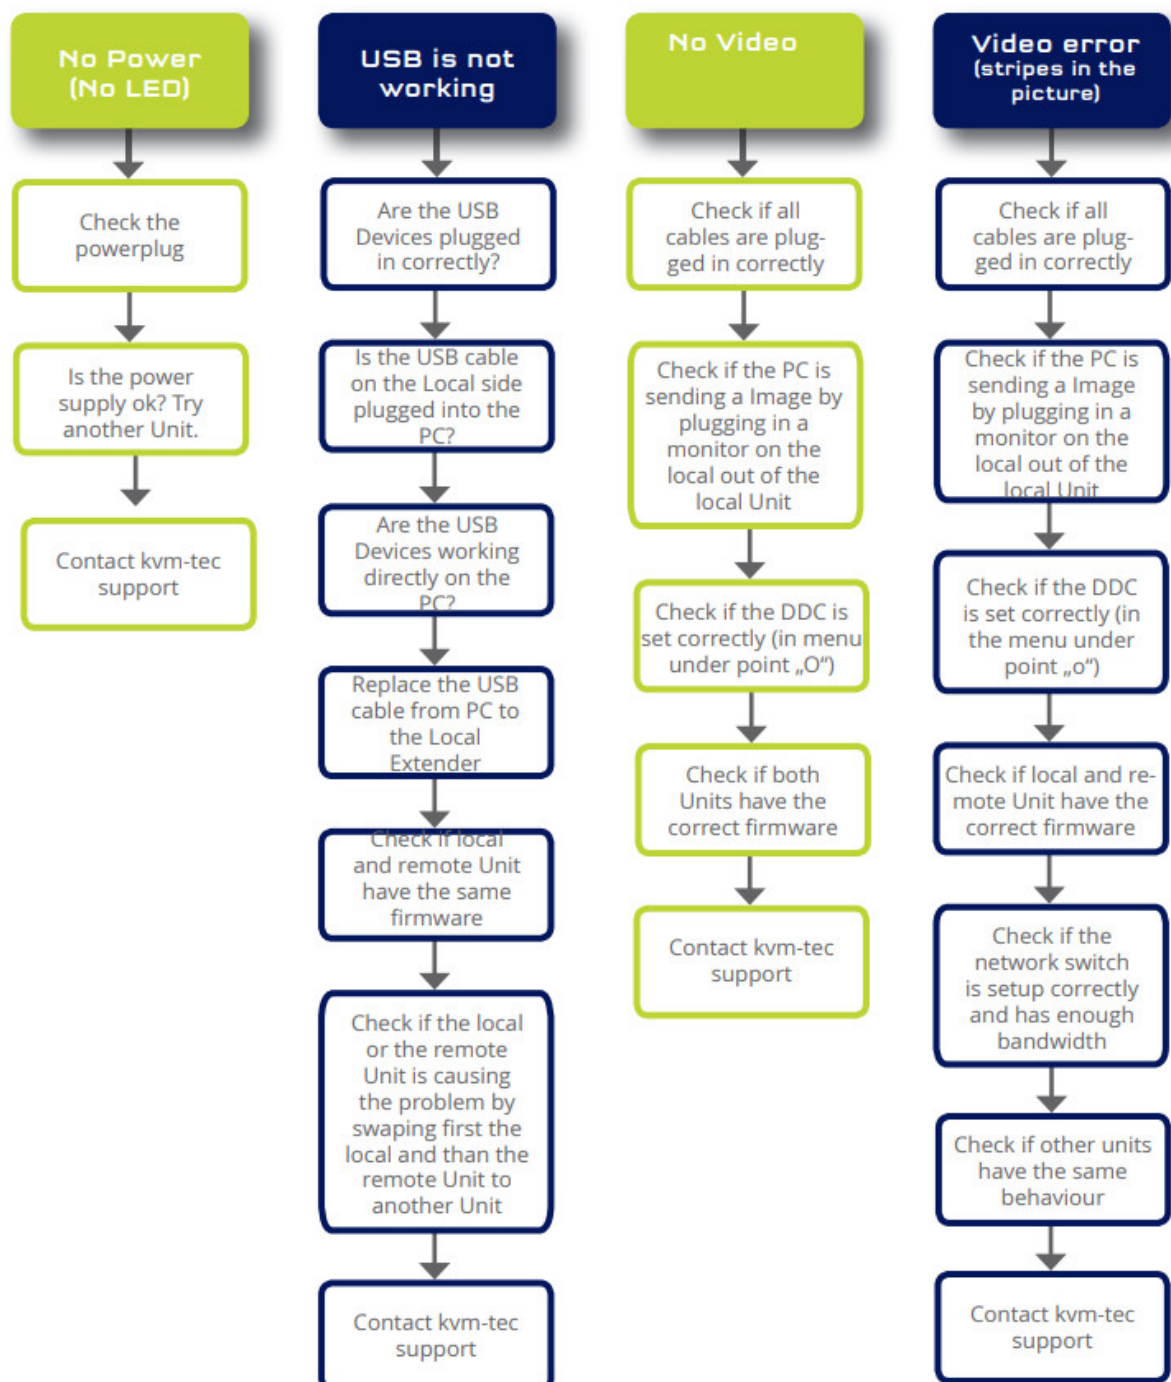 No Power
(No LED)
Check the
powerplug
Is the power
supply ok? Try
another Unit.
Contact kvm-tec
support
USB is not
working
Are the USB
Devices plugged
in correctly?
Is the USB cable
on the Local side
plugged into the
PC?
Are the USB
Devices working
directly on the
PC?
Replace the USB
cable from PC to
the Local
Extender
Check if local
and remote Unit
have the same
firmware
Check if the local
or the remote
Unit is causing
the problem by
swaping first the
local and than the
remote Unit to
another Unit
Contact kvm-tec
support
No Video
Check if all
cables are plug-
ged in correctly
Check if the PC is
sending a Image by
plugging in a
monitor on the
local out of the
local Unit
Check if the DDC is
set correctly (in menu
under point „O“)
Check if both
Units have the
correct firmware
Contact kvm-tec
support
Video error
(stripes in the
picture)
Check if all
cables are plug-
ged in correctly
Check if the PC is
sending a Image
by plugging in a
monitor on the
local out of the
local Unit
Check if the DDC
is set correctly (in
the menu under
point „o“)
Check if local and re-
mote Unit have the
correct firmware
Check if the
network switch
is setup correctly
and has enough
bandwidth
Check if other units
have the same
behaviour
Contact kvm-tec
support